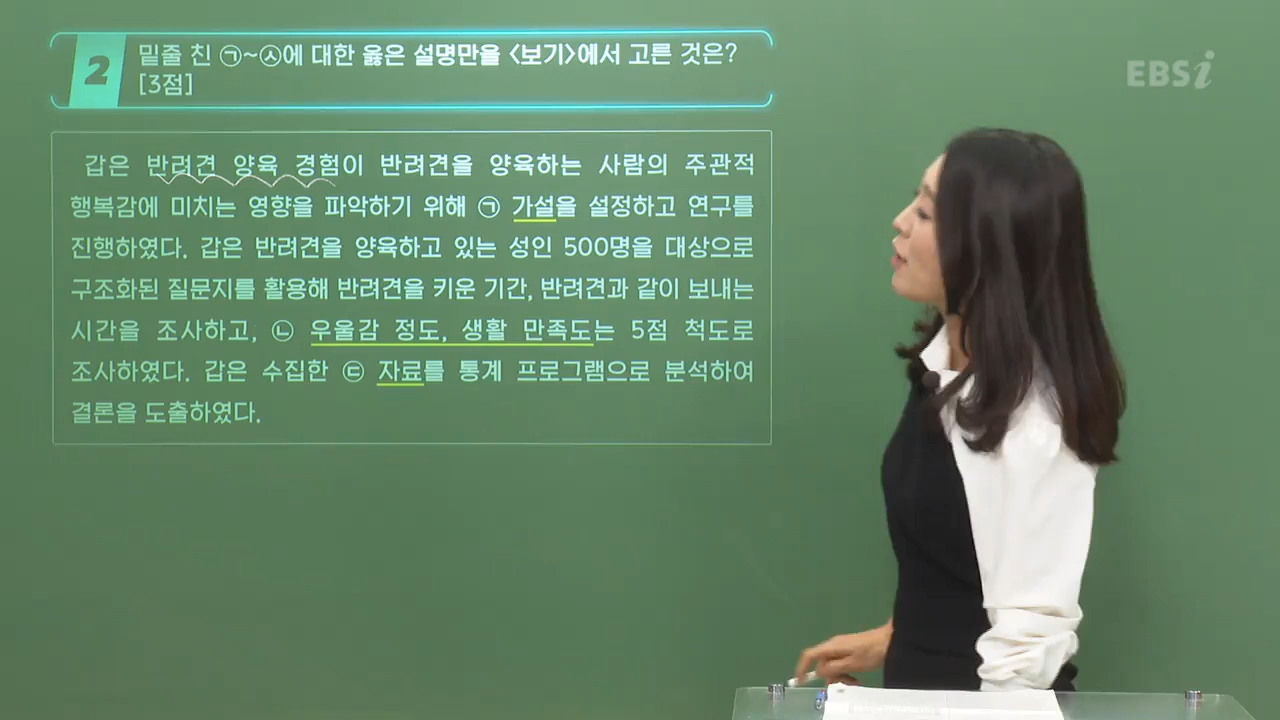 2
밑줄 친 ㉠~㉦에 대한 옳은 설명만을 <보기>에서 고른 것은?
[3점]
EBSi
갑은 반려견 양육 경험이 반려견을 양육하는 사람의 주관적
행복감에 미치는 영향을 파악하기 위해 ㉠ 가설을 설정하고 연구를
진행하였다. 갑은 반려견을 양육하고 있는 성인 500명을 대상으로
구조화된 질문지를 활용해 반려견을 키운 기간, 반려견과 같이 보내는
시간을 조사하고, ㉡ 우울감 정도, 생활 만족도는 5점 척도로
조사하였다. 갑은 수집한 ㉢ 자료를 통계 프로그램으로 분석하여
결론을 도출하였다.